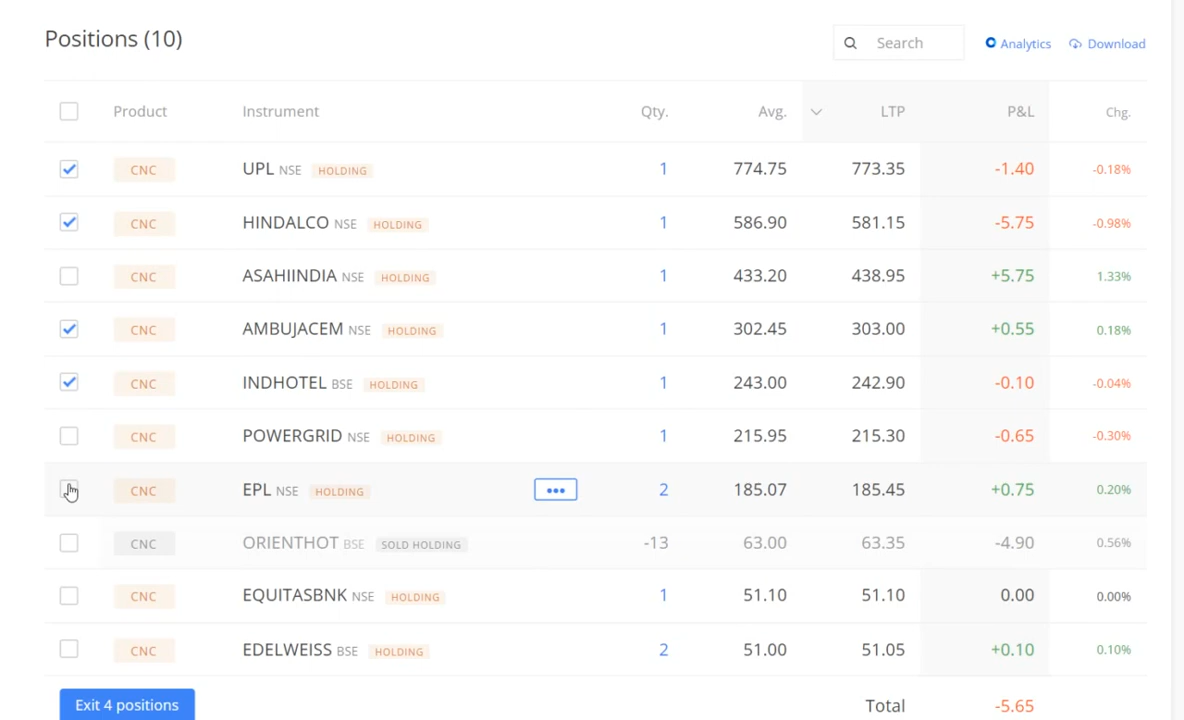 Positions (10)
Search
Analytics
Download
Product Instrument Qty. Avg. LTP P&L Chg.
CNC UPL NSE HOLDING 1 774.75 773.35 -1.40 -0.18%
CNC HINDALCO NSE HOLDING 1 586.90 581.15 -5.75 -0.98%
CNC ASAHIINDIA NSE HOLDING 1 433.20 438.95 +5.75 1.33%
CNC AMBUJACEM NSE HOLDING 1 302.45 303.00 +0.55 0.18%
CNC INDHOTEL BSE HOLDING 1 243.00 242.90 -0.10 -0.04%
CNC POWERGRID NSE HOLDING 1 215.95 215.30 -0.65 -0.30%
CNC EPL NSE HOLDING 2 185.07 185.45 +0.75 0.20%
CNC ORIENTHOT BSE SOLD HOLDING -13 63.00 63.35 -4.90 0.56%
CNC EQUITASBNK NSE HOLDING 1 51.10 51.10 0.00 0.00%
CNC EDELWEISS BSE HOLDING 2 51.00 51.05 +0.10 0.10%
Exit 4 positions
Total -5.65